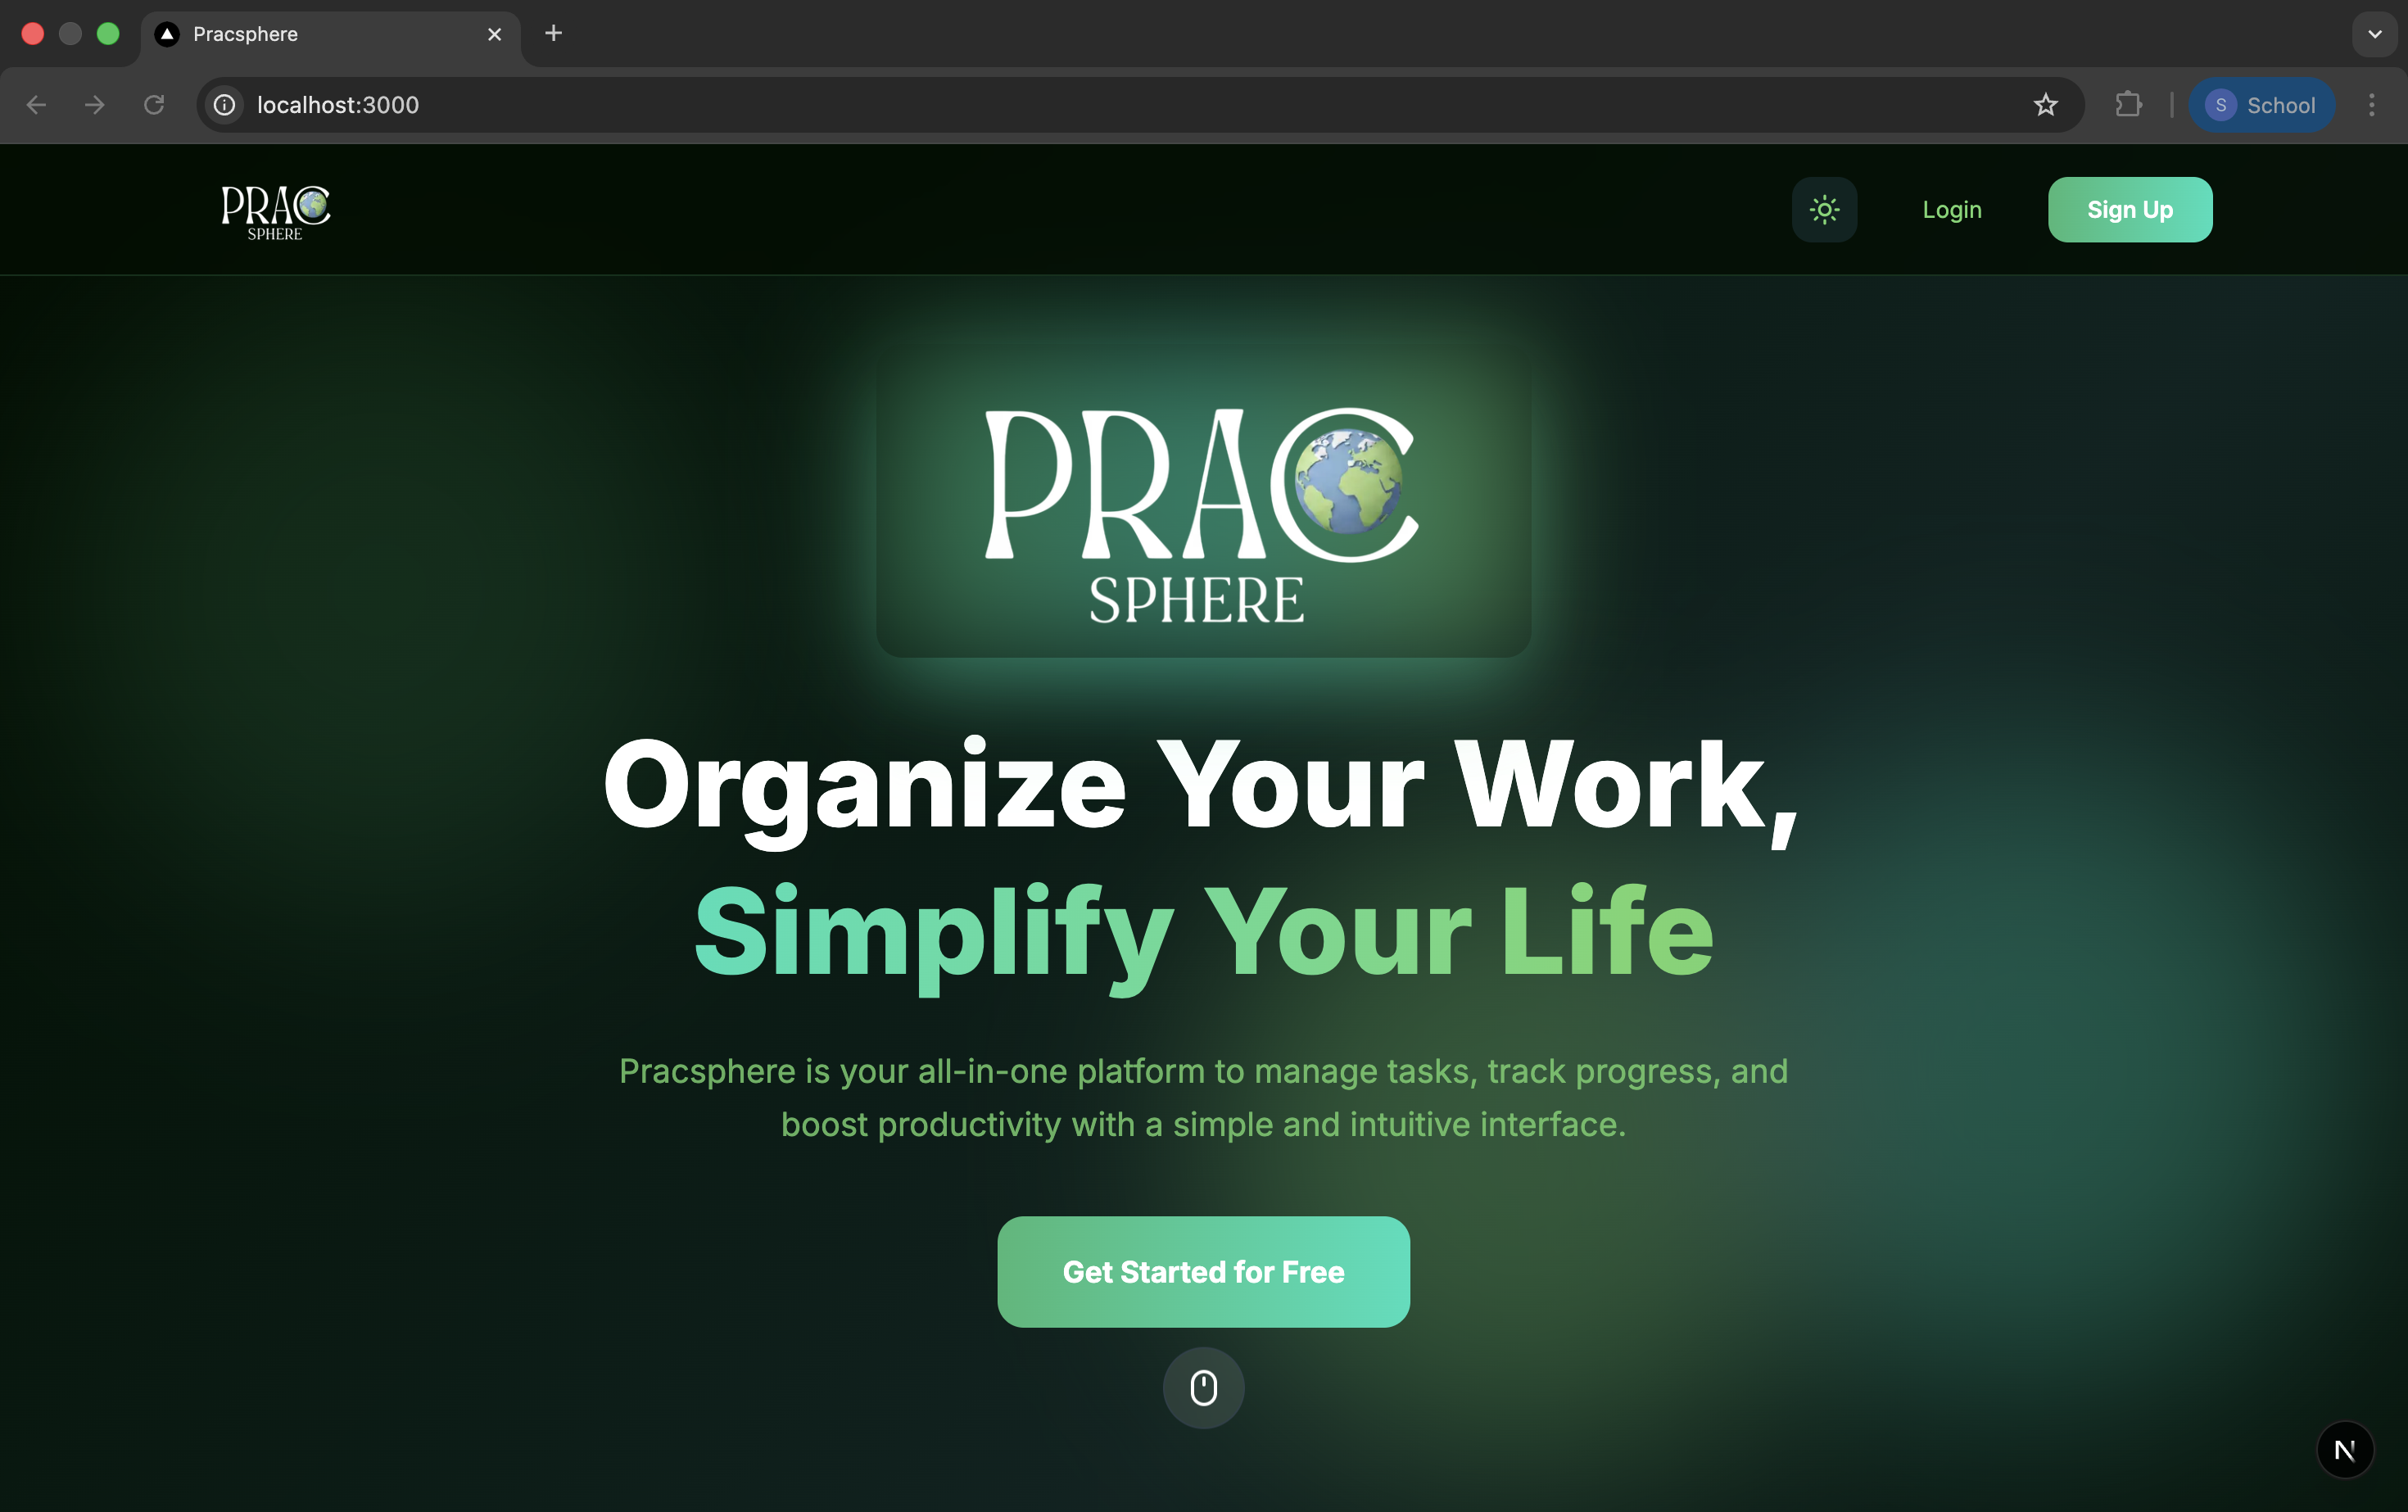 Pracsphere
localhost:3000
S School
PRAC
SPHERE
Login
Sign Up
PRAC
SPHERE
Organize Your Work,
Simplify Your Life
Pracsphere is your all-in-one platform to manage tasks, track progress, and
boost productivity with a simple and intuitive interface.
Get Started for Free
N